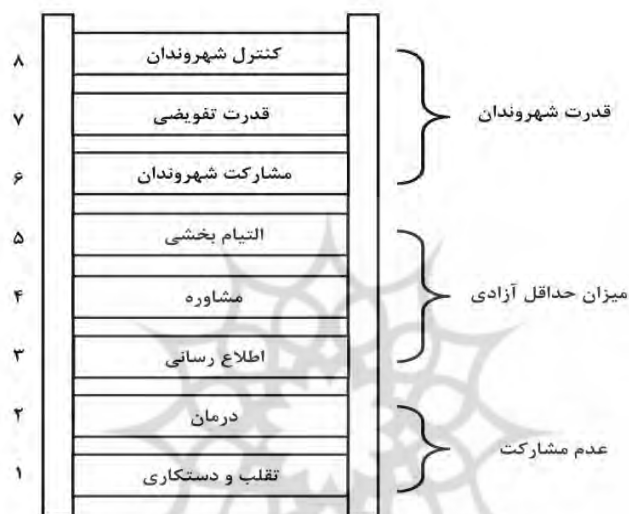 ۸
کنترل شهروندان
۷
قدرت تفویضی
قدرت شهروندان
۶
مشارکت شهروندان
۵
التیام بخشی
۴
مشاوره
میزان حداقل آزادی
۳
اطلاع رسانی
۲
درمان
عدم مشارکت
۱
تقلب و دستکاری